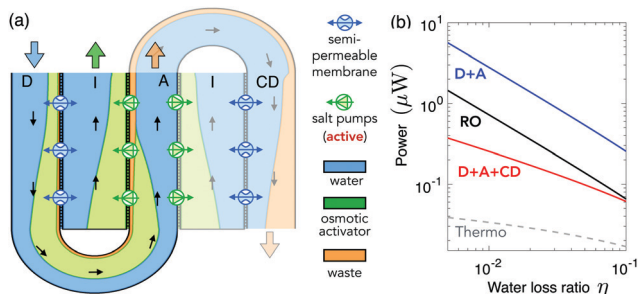 (a)
D
I
A
I
CD
semi-
permeable
membrane
salt pumps
(active)
water
osmotic
activator
waste
(b)
Power (μW)
10¹
10⁰
10⁻¹
D+A
RO
D+A+CD
Thermo
10⁻²
10⁻¹
Water loss ratio η